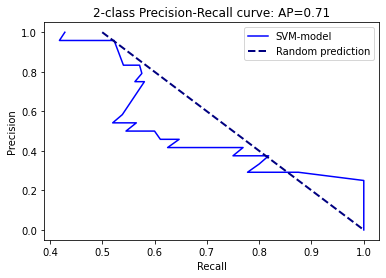 2-class Precision-Recall curve: AP=0.71
SVM-model
Random prediction
Precision
1.0
0.8
0.6
0.4
0.2
0.0
0.4
0.5
0.6
0.7
0.8
0.9
1.0
Recall